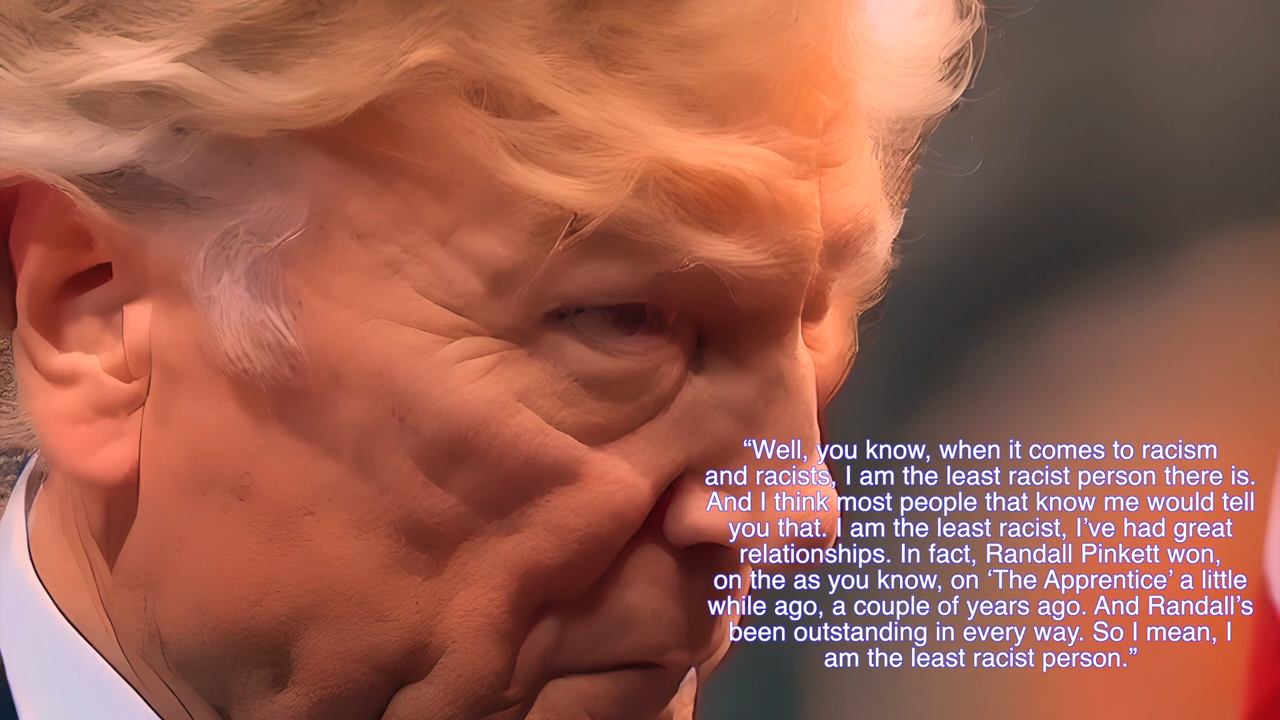 “Well, you know, when it comes to racism
and racists, I am the least racist person there is.
And I think most people that know me would tell
you that. I am the least racist, I’ve had great
relationships. In fact, Randall Pinkett won,
on the as you know, on ‘The Apprentice’ a little
while ago, a couple of years ago. And Randall’s
been outstanding in every way. So I mean, I
am the least racist person.”